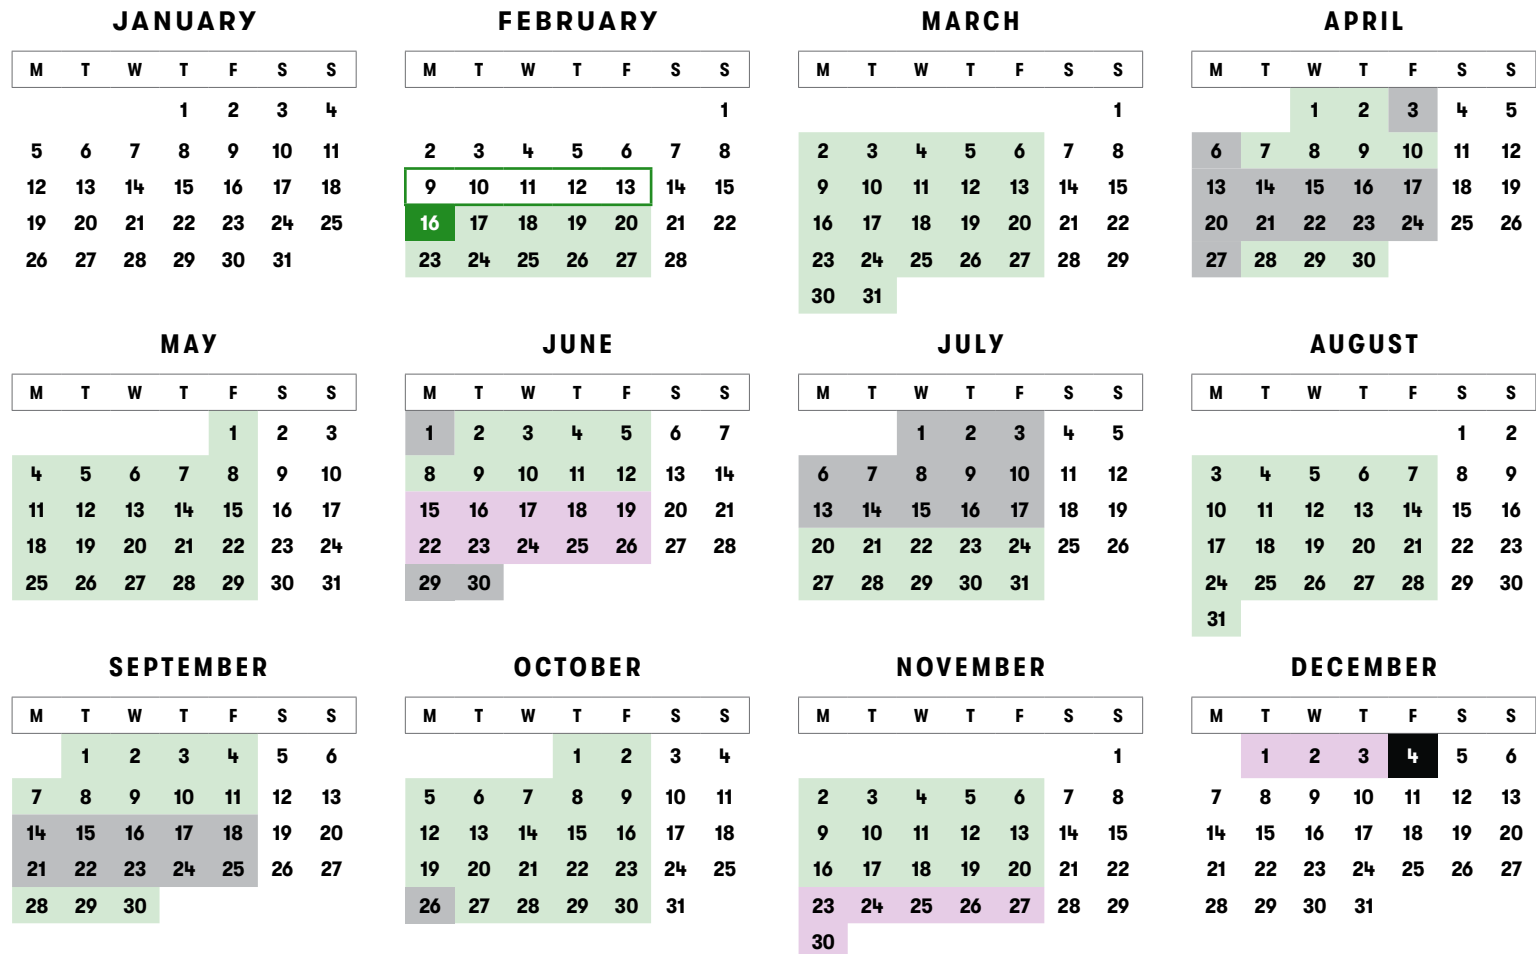 JANUARY FEBRUARY MARCH APRIL
M T W T F S S M T W T F S S M T W T F S S M T W T F S S
1 2 3 4 1 1 1 2 3 4 5
5 6 7 8 9 10 11 2 3 4 5 6 7 8 2 3 4 5 6 7 8 6 7 8 9 10 11 12
12 13 14 15 16 17 18 9 10 11 12 13 14 15 9 10 11 12 13 14 15 13 14 15 16 17 18 19
19 20 21 22 23 24 25 16 17 18 19 20 21 22 16 17 18 19 20 21 22 20 21 22 23 24 25 26
26 27 28 29 30 31 23 24 25 26 27 28 23 24 25 26 27 28 29 27 28 29 30
30 31
MAY JUNE JULY AUGUST
M T W T F S S M T W T F S S M T W T F S S M T W T F S S
1 2 3 1 2 3 4 5 6 7 1 2 3 4 5 1 2
4 5 6 7 8 9 10 8 9 10 11 12 13 14 6 7 8 9 10 11 12 3 4 5 6 7 8 9
11 12 13 14 15 16 17 15 16 17 18 19 20 21 13 14 15 16 17 18 19 10 11 12 13 14 15 16
18 19 20 21 22 23 24 22 23 24 25 26 27 28 20 21 22 23 24 25 26 17 18 19 20 21 22 23
25 26 27 28 29 30 31 29 30 27 28 29 30 31 24 25 26 27 28 29 30
31
SEPTEMBER OCTOBER NOVEMBER DECEMBER
M T W T F S S M T W T F S S M T W T F S S M T W T F S S
1 2 3 4 5 6 1 2 3 4 1 1 2 3 4 5 6
7 8 9 10 11 12 13 5 6 7 8 9 10 11 2 3 4 5 6 7 8 7 8 9 10 11 12 13
14 15 16 17 18 19 20 12 13 14 15 16 17 18 9 10 11 12 13 14 15 14 15 16 17 18 19 20
21 22 23 24 25 26 27 19 20 21 22 23 24 25 16 17 18 19 20 21 22 21 22 23 24 25 26 27
28 29 30 26 27 28 29 30 31 23 24 25 26 27 28 29 28 29 30 31
30